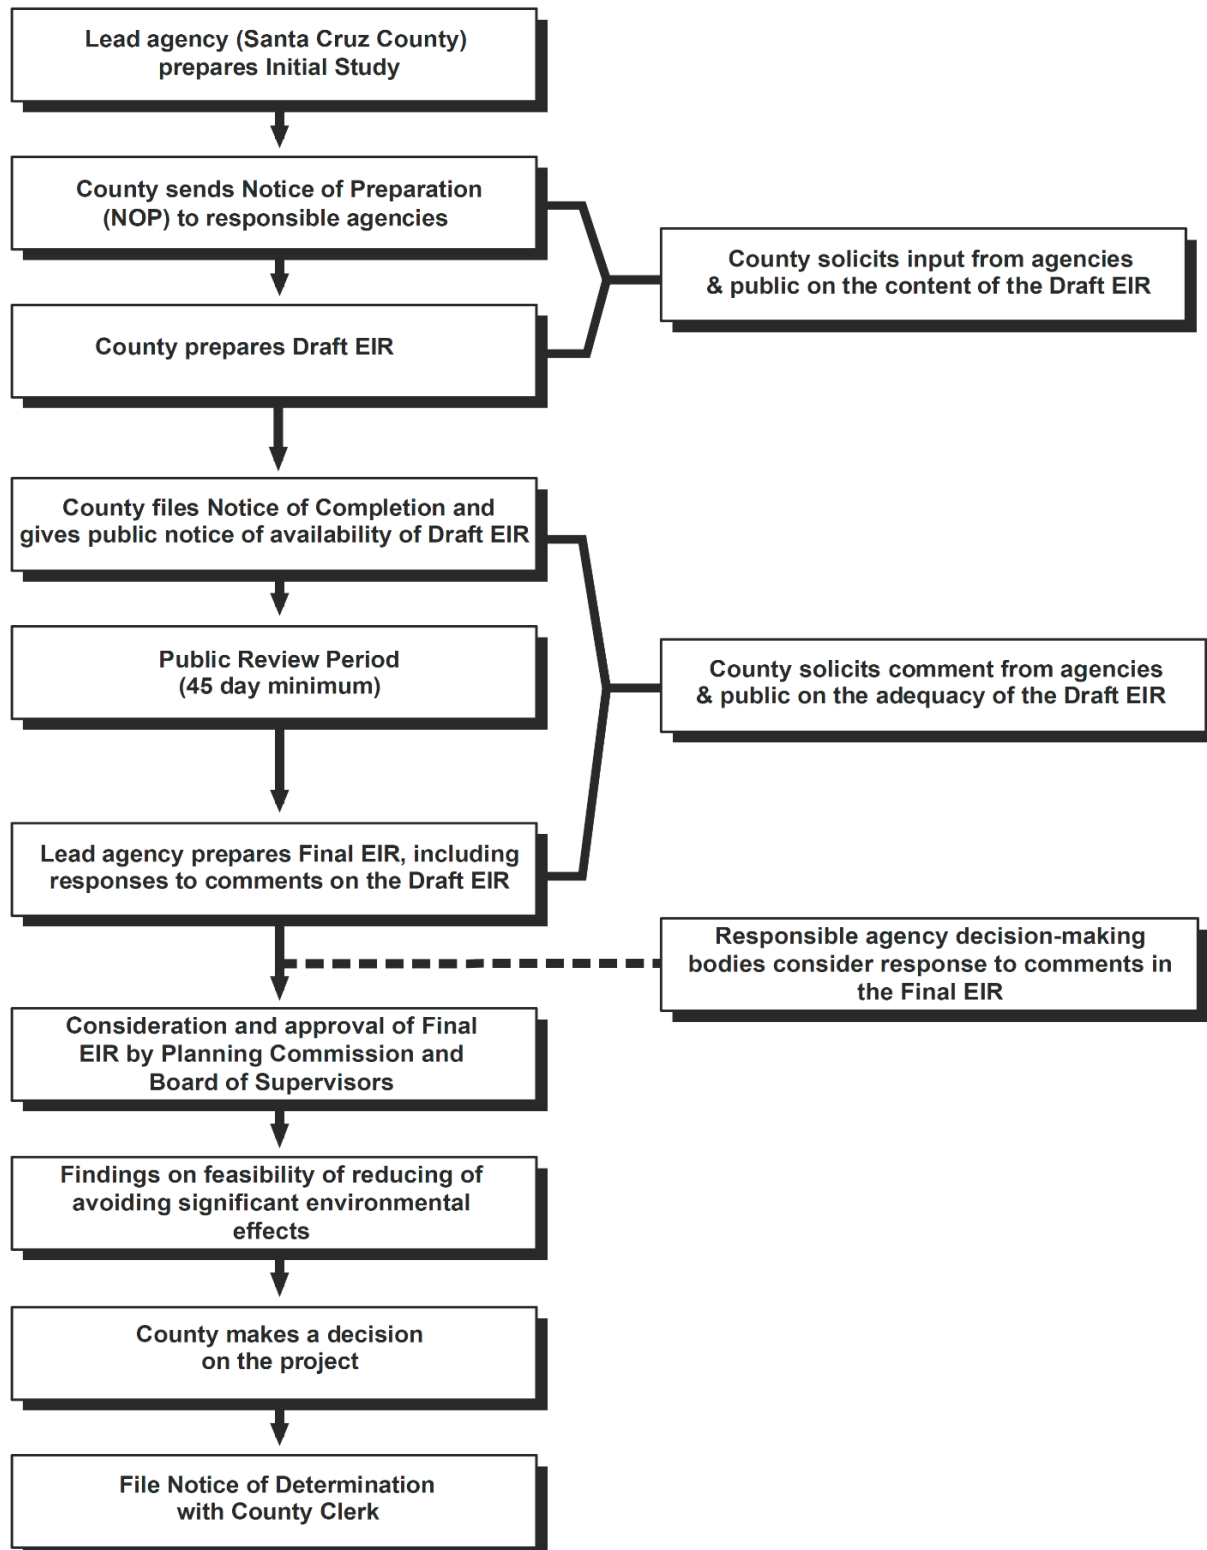 Lead agency (Santa Cruz County)
prepares Initial Study
County sends Notice of Preparation
(NOP) to responsible agencies
County solicits input from agencies
& public on the content of the Draft EIR
County prepares Draft EIR
County files Notice of Completion and
gives public notice of availability of Draft EIR
Public Review Period
(45 day minimum)
County solicits comment from agencies
& public on the adequacy of the Draft EIR
Lead agency prepares Final EIR, including
responses to comments on the Draft EIR
Responsible agency decision-making
bodies consider response to comments in
the Final EIR
Consideration and approval of Final
EIR by Planning Commission and
Board of Supervisors
Findings on feasibility of reducing of
avoiding significant environmental
effects
County makes a decision
on the project
File Notice of Determination
with County Clerk